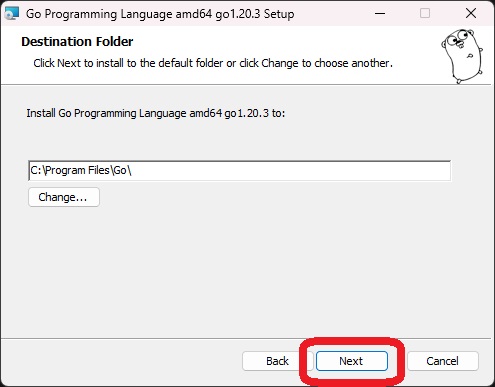 Go Programming Language amd64 go1.20.3 Setup
Destination Folder
Click Next to install to the default folder or click Change to choose another.
Install Go Programming Language amd64 go1.20.3 to:
C:\Program Files\Go\
Change...
Back
Next
Cancel